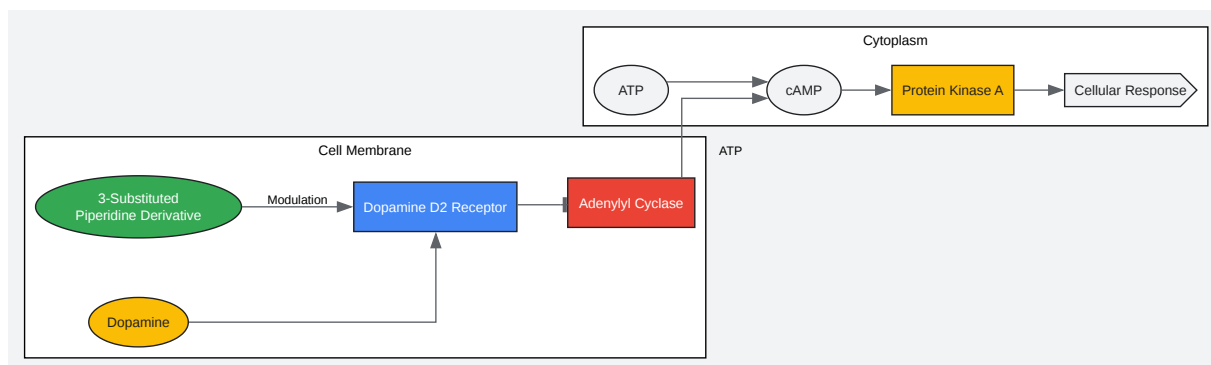 Cytoplasm
ATP
cAMP
Protein Kinase A
Cellular Response
Cell Membrane
ATP
3-Substituted
Piperidine Derivative
Modulation
Dopamine D2 Receptor
Adenylyl Cyclase
Dopamine